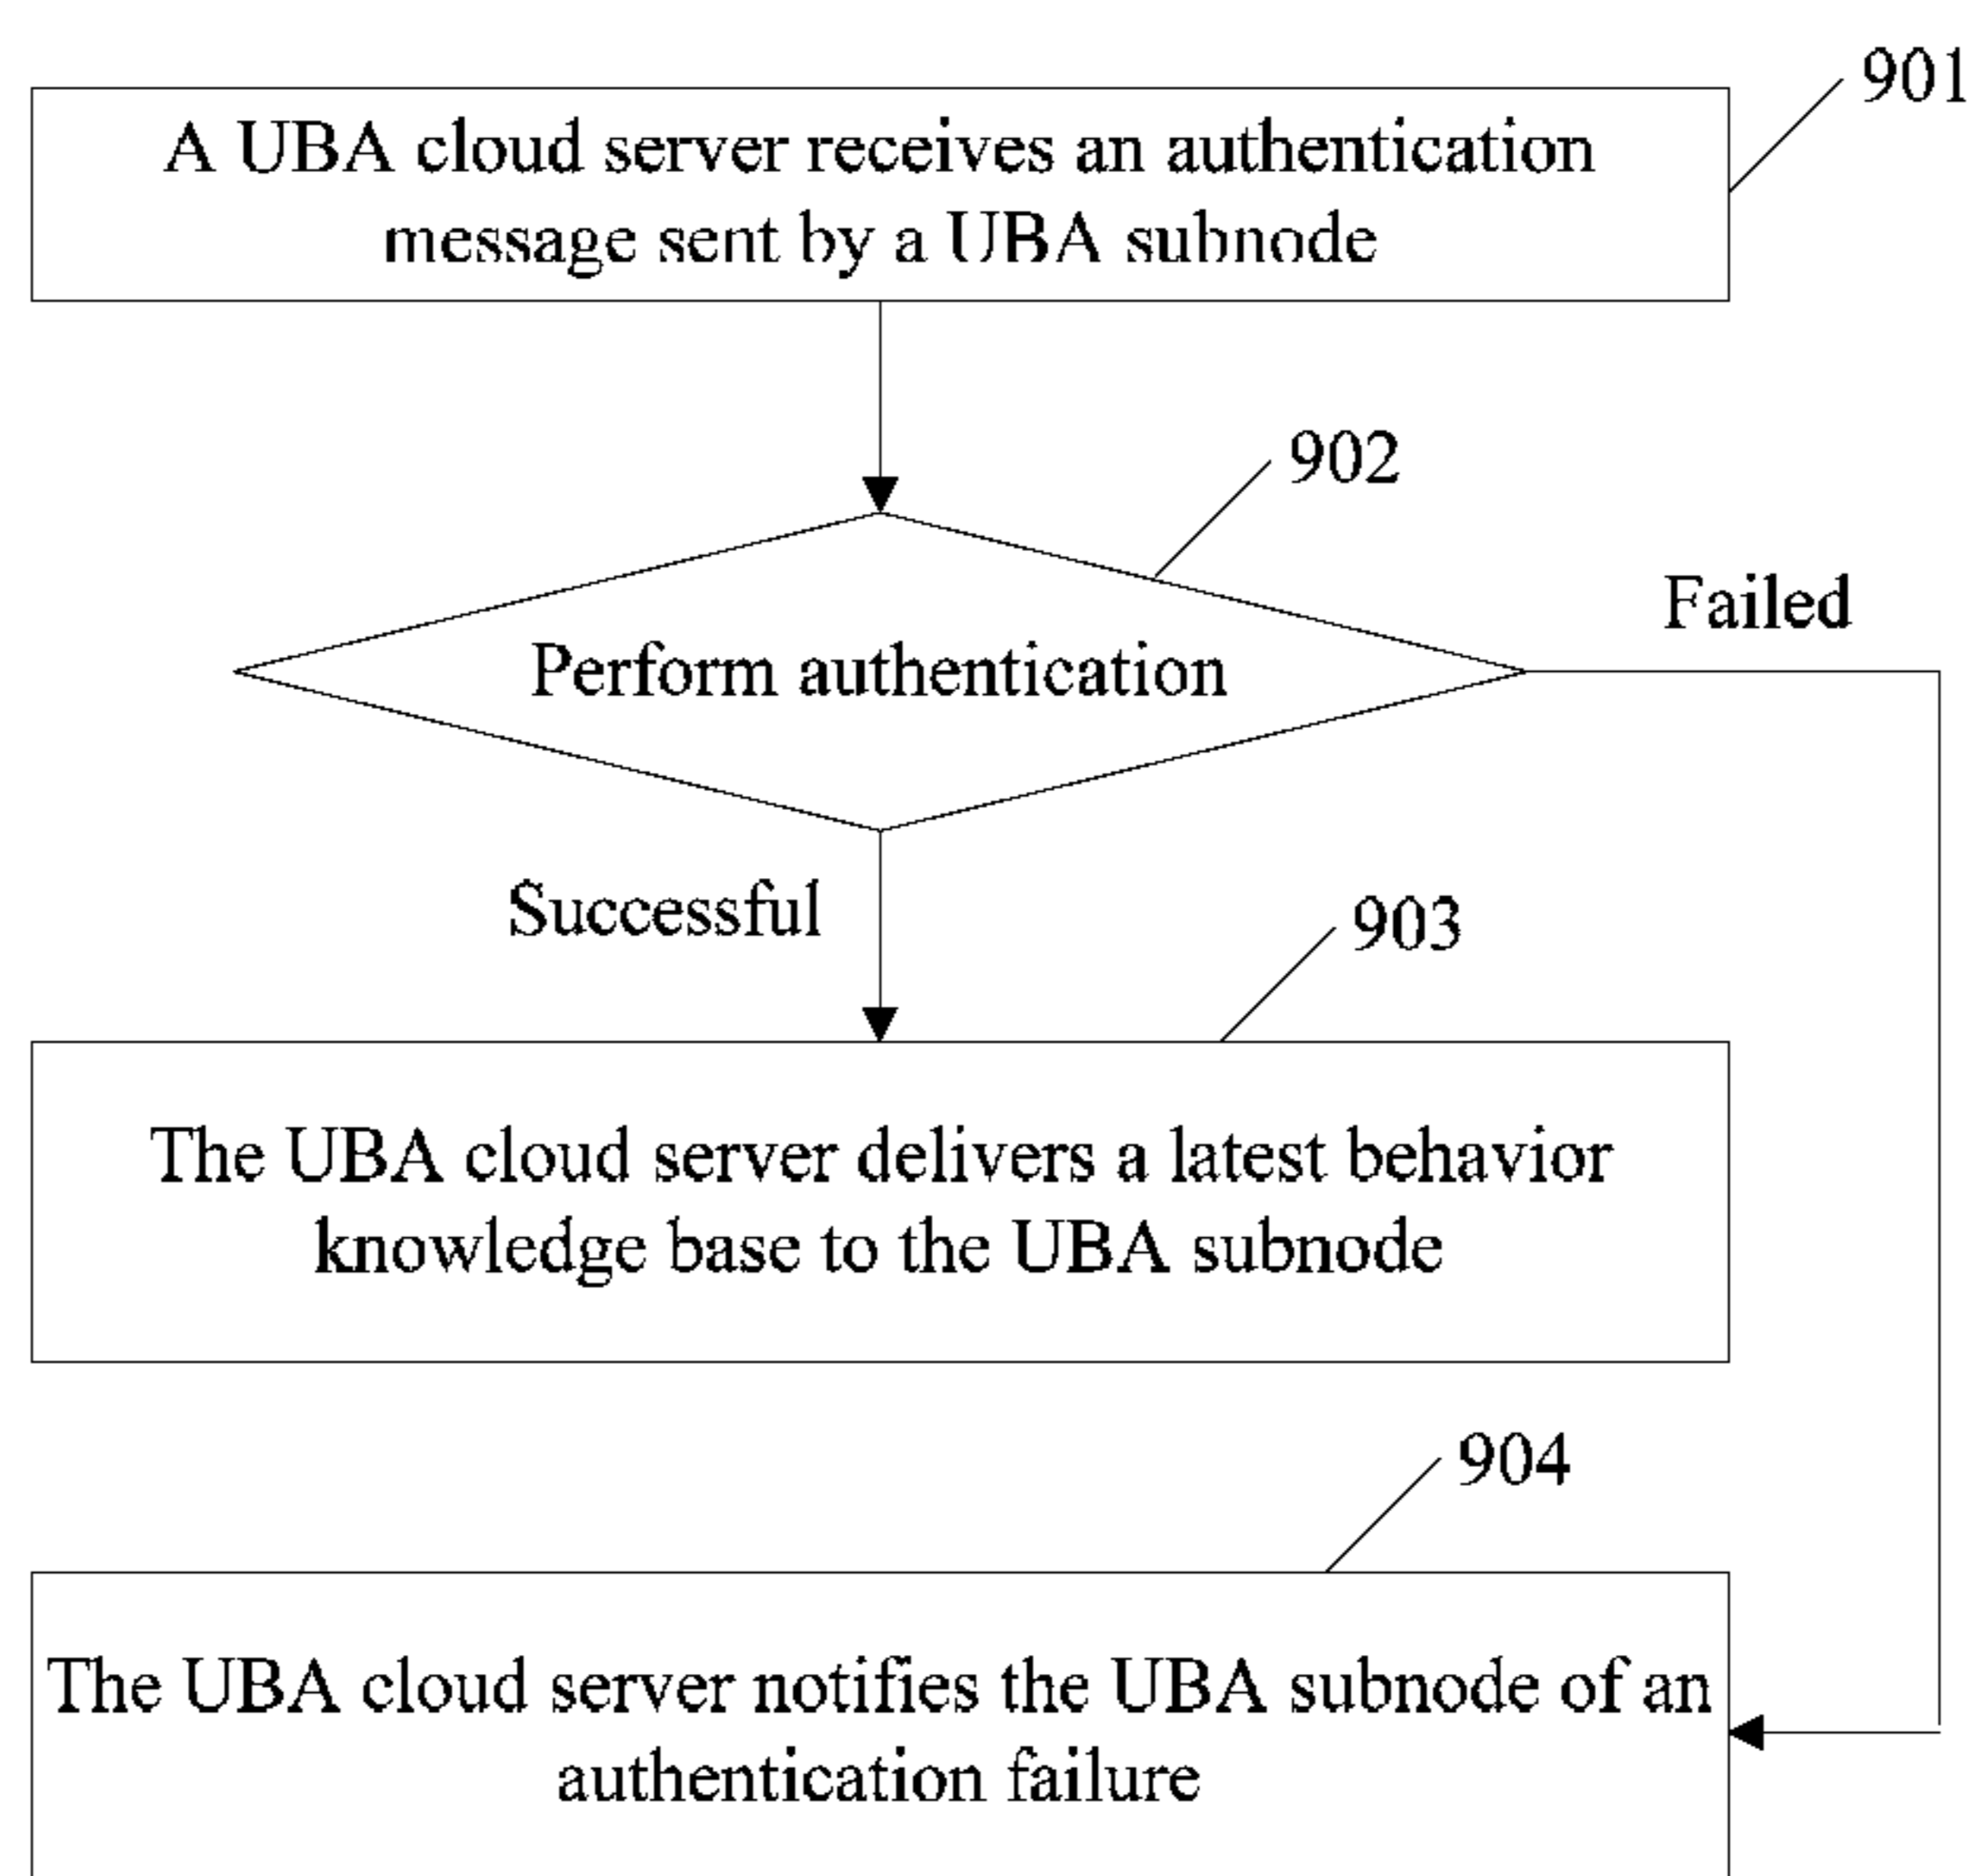 901
A UBA cloud server receives an authentication
message sent by a UBA subnode
902
Failed
Perform authentication
Successful
903
The UBA cloud server delivers a latest behavior
knowledge base to the UBA subnode
904
The UBA cloud server notifies the UBA subnode of an
authentication failure